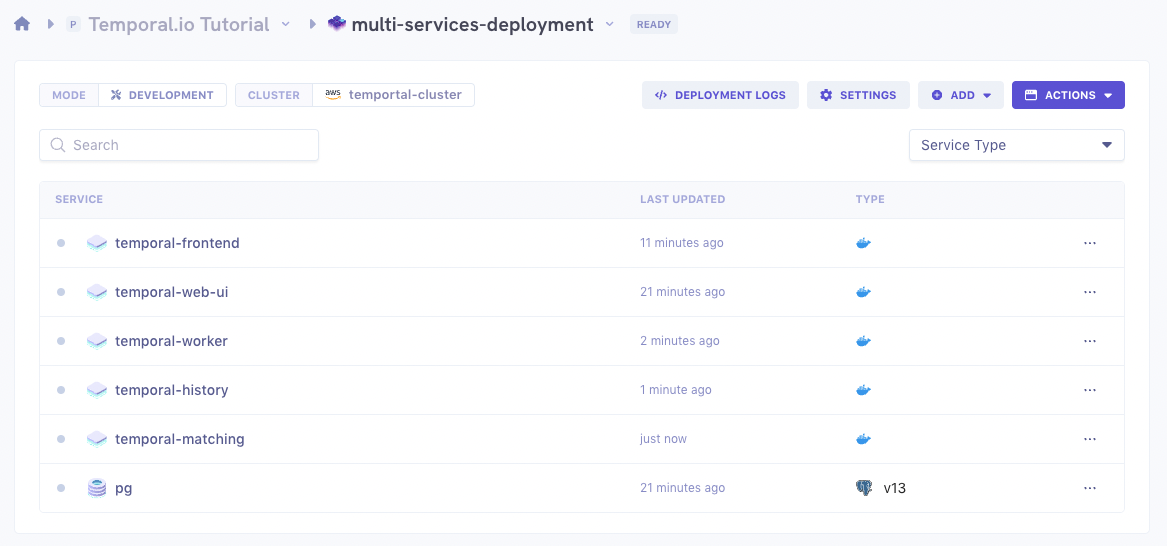 P Temporal.io Tutorial multi-services-deployment READY
MODE DEVELOPMENT CLUSTER aws temportal-cluster DEPLOYMENT LOGS SETTINGS ADD ACTIONS
Search Service Type
SERVICE LAST UPDATED TYPE
temporal-frontend 11 minutes ago
temporal-web-ui 21 minutes ago
temporal-worker 2 minutes ago
temporal-history 1 minute ago
temporal-matching just now
pg 21 minutes ago v13